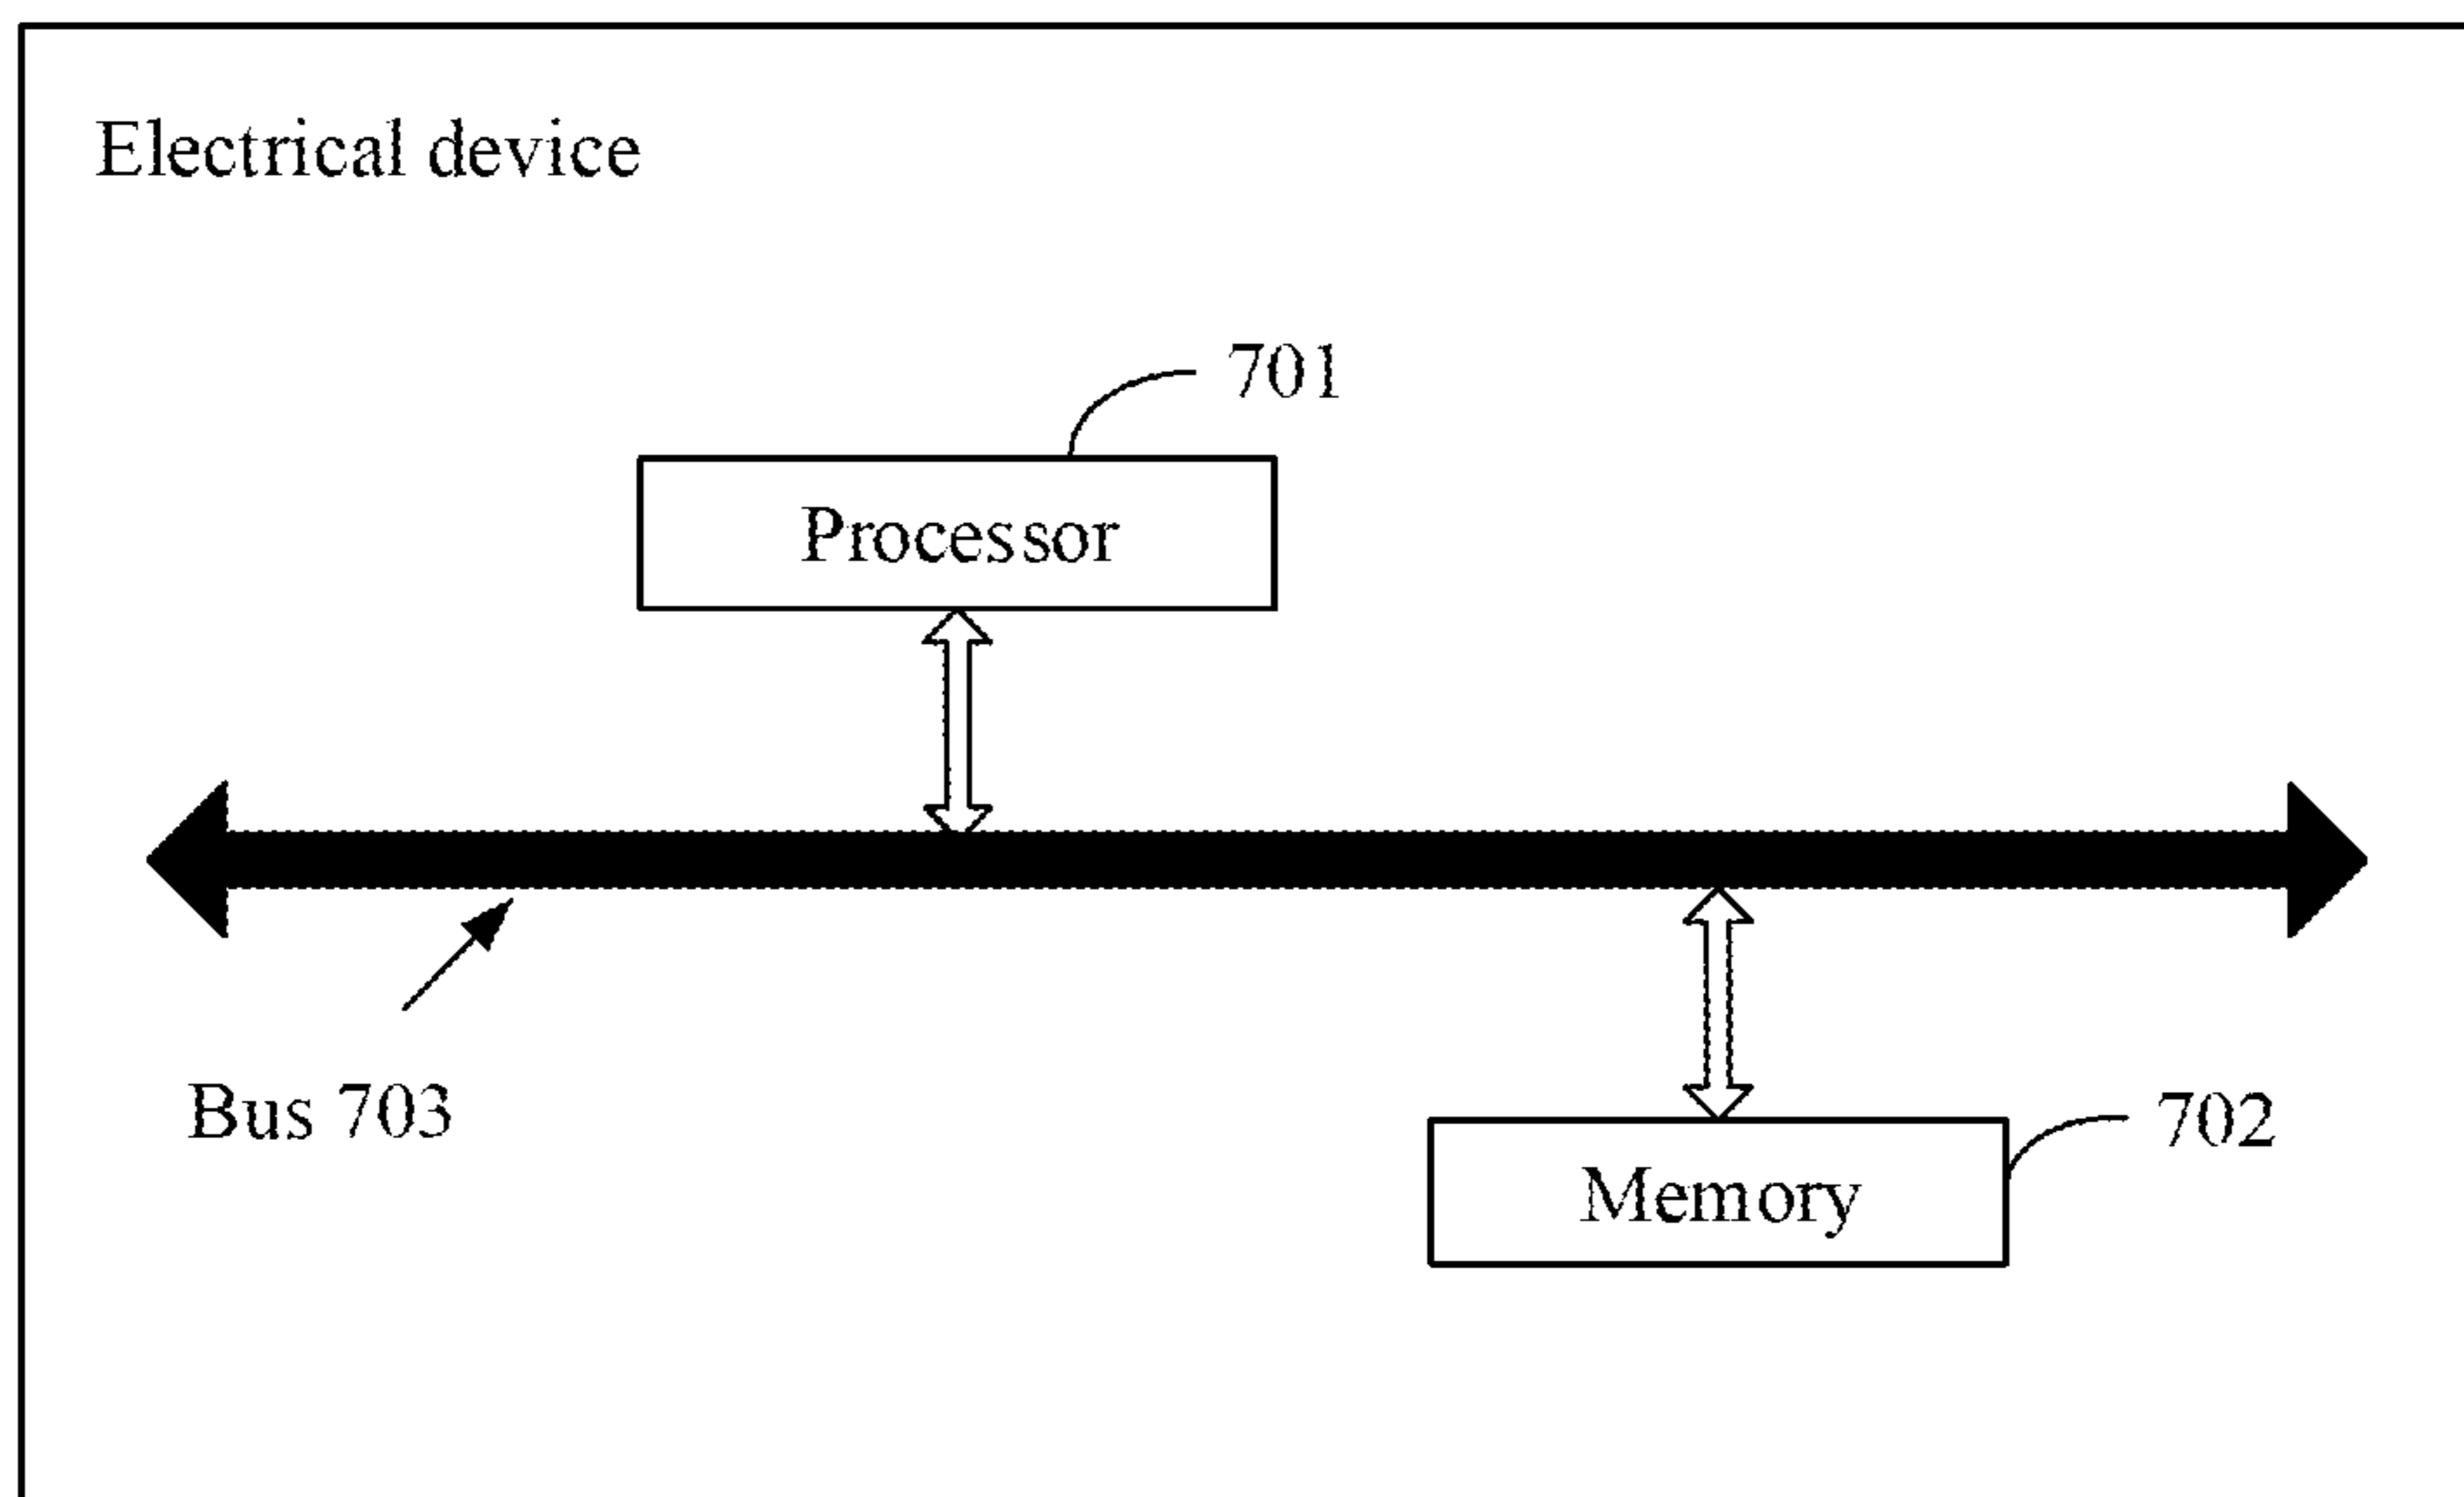 Electrical device
701
Processor
Bus 703
702
Memory